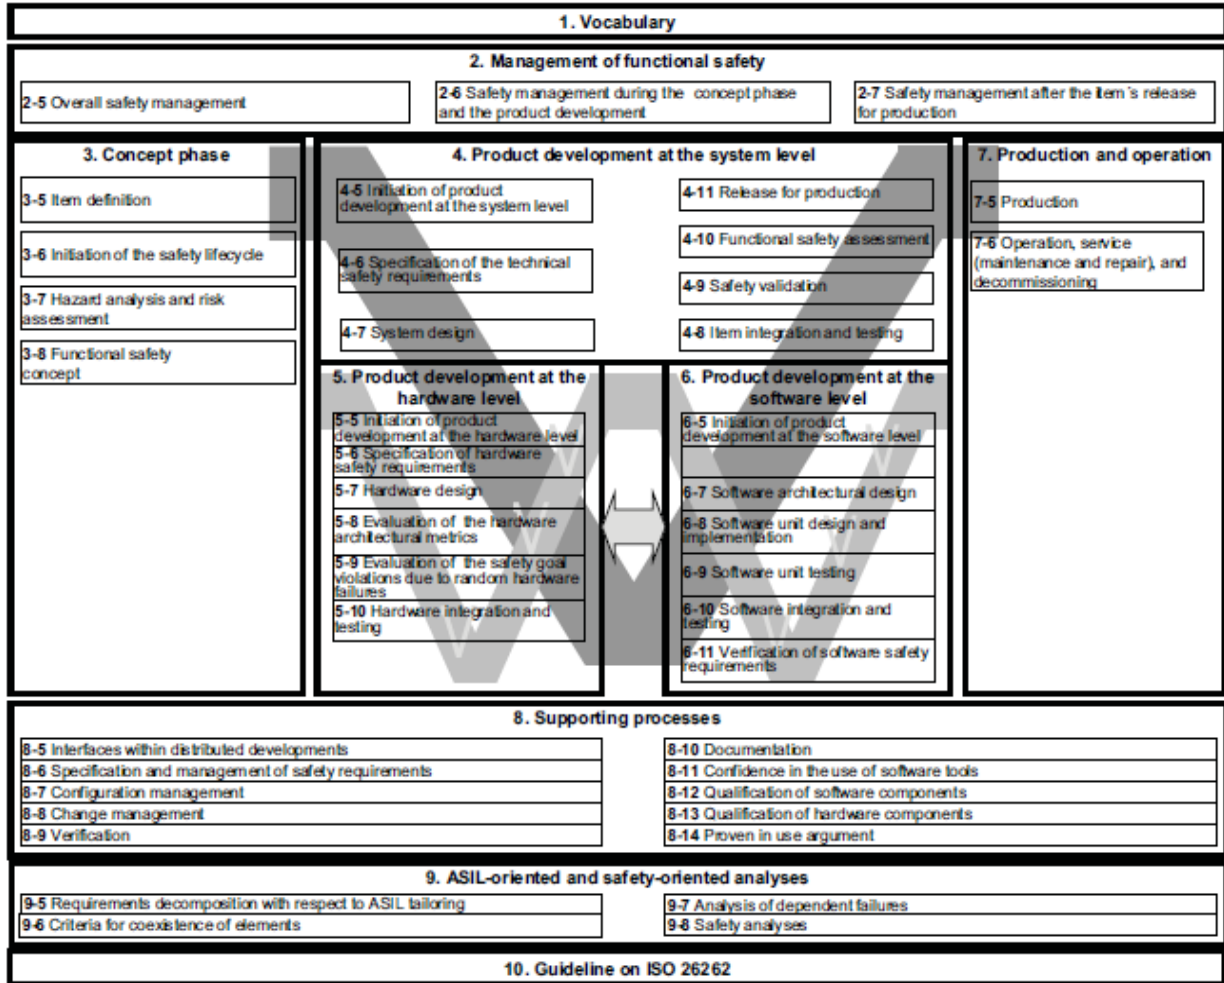 1. Vocabulary
2. Management of functional safety
2-5 Overall safety management
2-6 Safety management during the concept phase
and the product development
2-7 Safety management after the item´s release
for production
3. Concept phase
3-5 Item definition
3-6 Initiation of the safety lifecycle
3-7 Hazard analysis and risk
assessment
3-8 Functional safety
concept
4. Product development at the system level
4-5 Initiation of product
development at the system level
4-6 Specification of the technical
safety requirements
4-7 System design
4-11 Release for production
4-10 Functional safety assessment
4-9 Safety validation
4-8 Item integration and testing
7. Production and operation
7-5 Production
7-6 Operation, service
(maintenance and repair), and
decommissioning
5. Product development at the
hardware level
5-5 Initiation of product
development at the hardware level
5-6 Specification of hardware
safety requirements
5-7 Hardware design
5-8 Evaluation of the hardware
architectural metrics
5-9 Evaluation of the safety goal
violations due to random hardware
failures
5-10 Hardware integration and
testing
6. Product development at the
software level
6-5 Initiation of product
development at the software level
6-7 Software architectural design
6-8 Software unit design and
implementation
6-9 Software unit testing
6-10 Software integration and
testing
6-11 Verification of software safety
requirements
8. Supporting processes
8-5 Interfaces within distributed developments
8-6 Specification and management of safety requirements
8-7 Configuration management
8-8 Change management
8-9 Verification
8-10 Documentation
8-11 Confidence in the use of software tools
8-12 Qualification of software components
8-13 Qualification of hardware components
8-14 Proven in use argument
9. ASIL-oriented and safety-oriented analyses
9-5 Requirements decomposition with respect to ASIL tailoring
9-6 Criteria for coexistence of elements
9-7 Analysis of dependent failures
9-8 Safety analyses
10. Guideline on ISO 26262